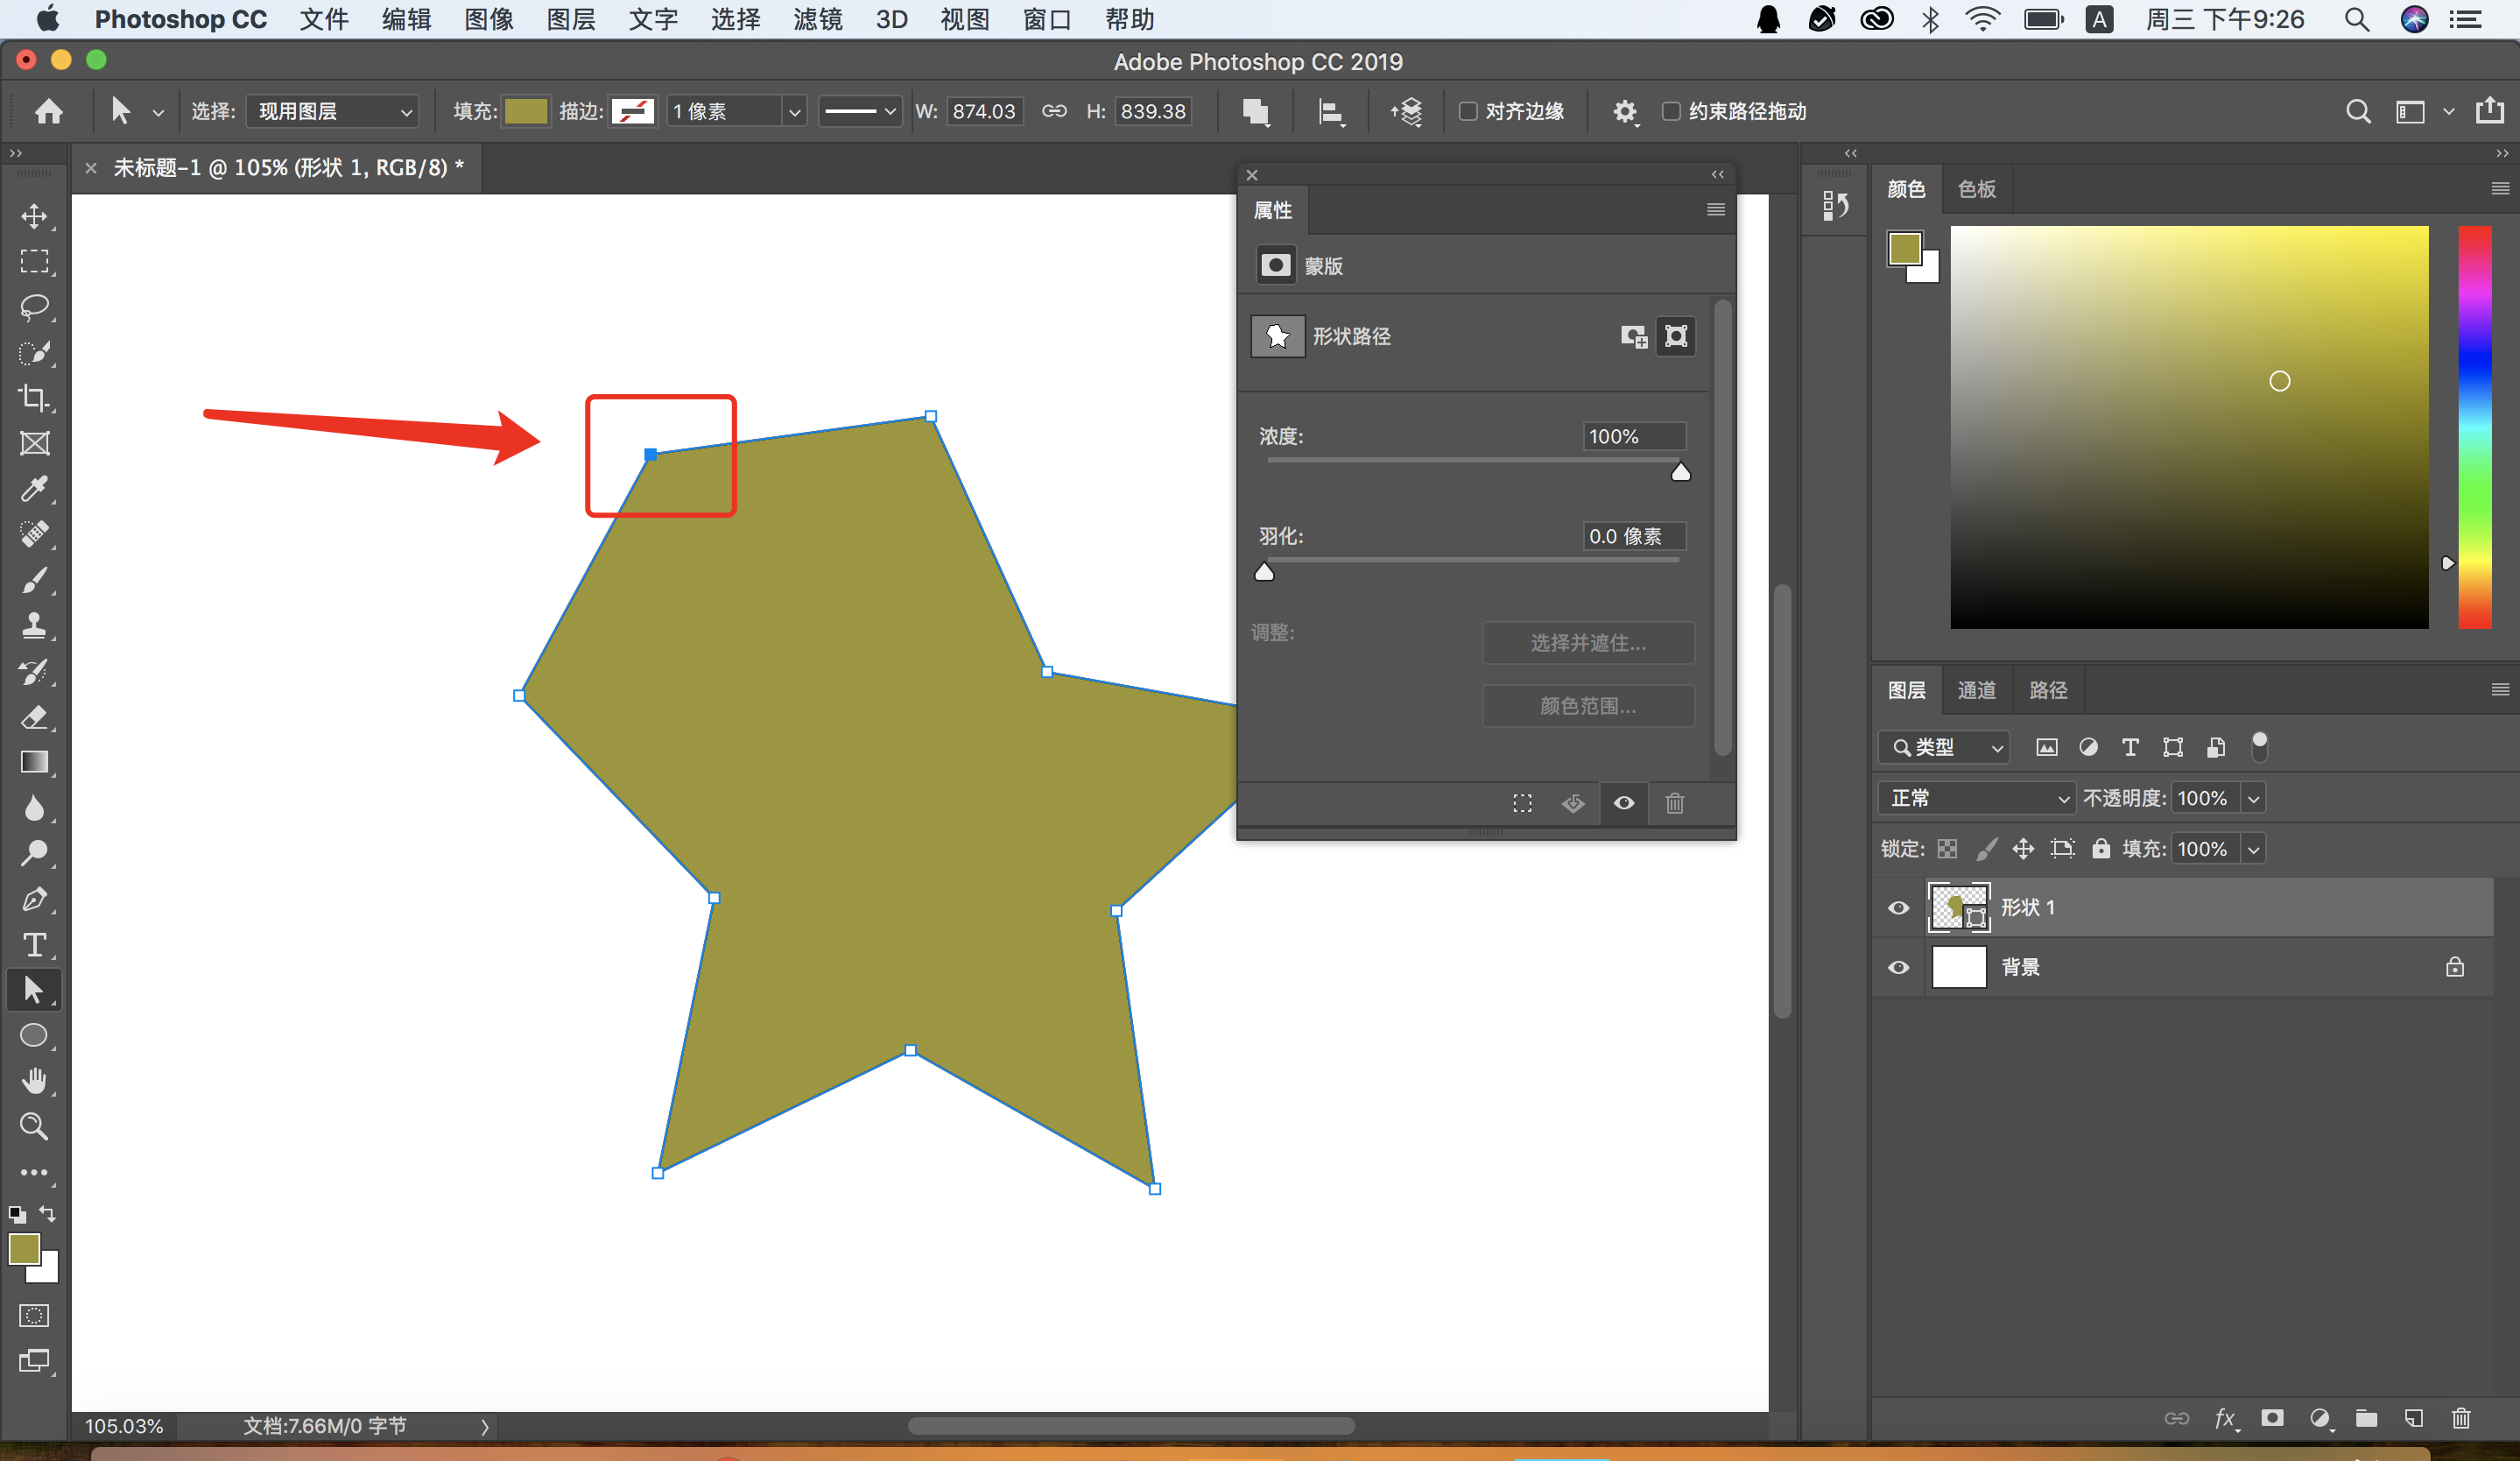 Photoshop CC 文件 编辑 图像 图层 文字 选择 滤镜 3D 视图 窗口 帮助 A 周三 下午9:26
Adobe Photoshop CC 2019
选择: 现用图层 填充: 描边: 1 像素 W: 874.03 H: 839.38 对齐边缘 约束路径拖动
未标题-1 @ 105% (形状 1, RGB/8) *
属性
蒙版
形状路径
浓度: 100%
羽化: 0.0 像素
调整: 选择并遮住...
颜色范围...
颜色 色板
图层 通道 路径
类型
正常 不透明度: 100%
锁定: 填充: 100%
形状 1
背景
fx
105.03% 文档:7.66M/0 字节